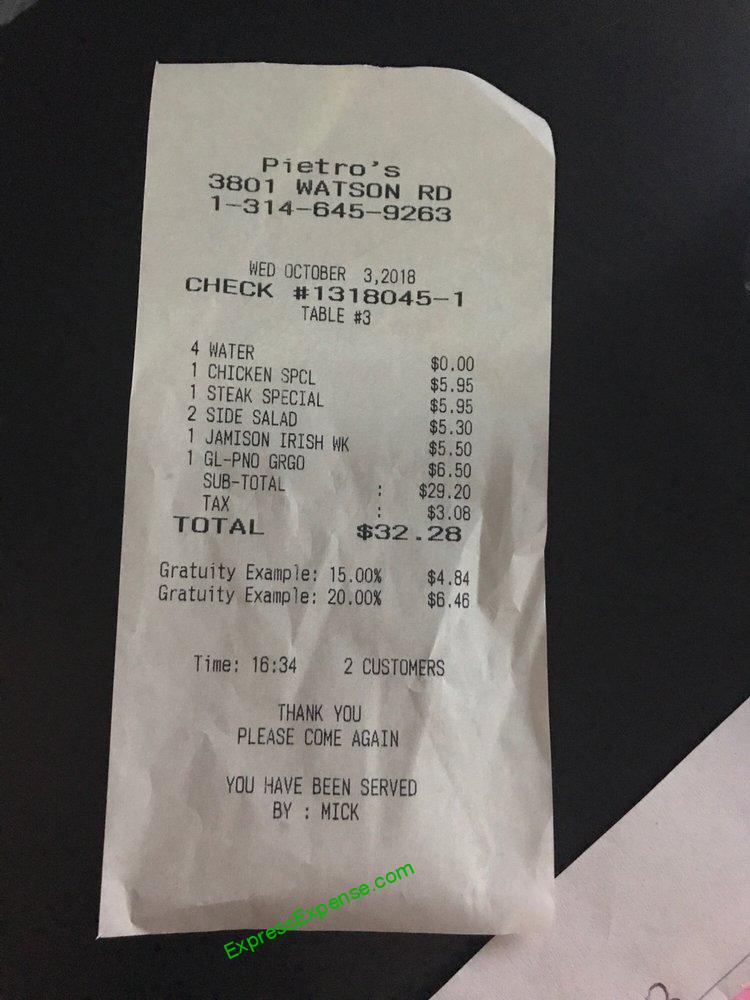 Pietro's
3801 WATSON RD
1-314-645-9263
WED OCTOBER 3,2018
CHECK #1318045-1
TABLE #3
4 WATER $0.00
1 CHICKEN SPCL $5.95
1 STEAK SPECIAL $5.95
2 SIDE SALAD $5.30
1 JAMISON IRISH WK $5.50
1 GL-PNO GRGO $6.50
SUB-TOTAL : $29.20
TAX : $3.08
TOTAL $32.28
Gratuity Example: 15.00% $4.84
Gratuity Example: 20.00% $6.46
Time: 16:34 2 CUSTOMERS
THANK YOU
PLEASE COME AGAIN
YOU HAVE BEEN SERVED
BY : MICK
ExpressExpense.com